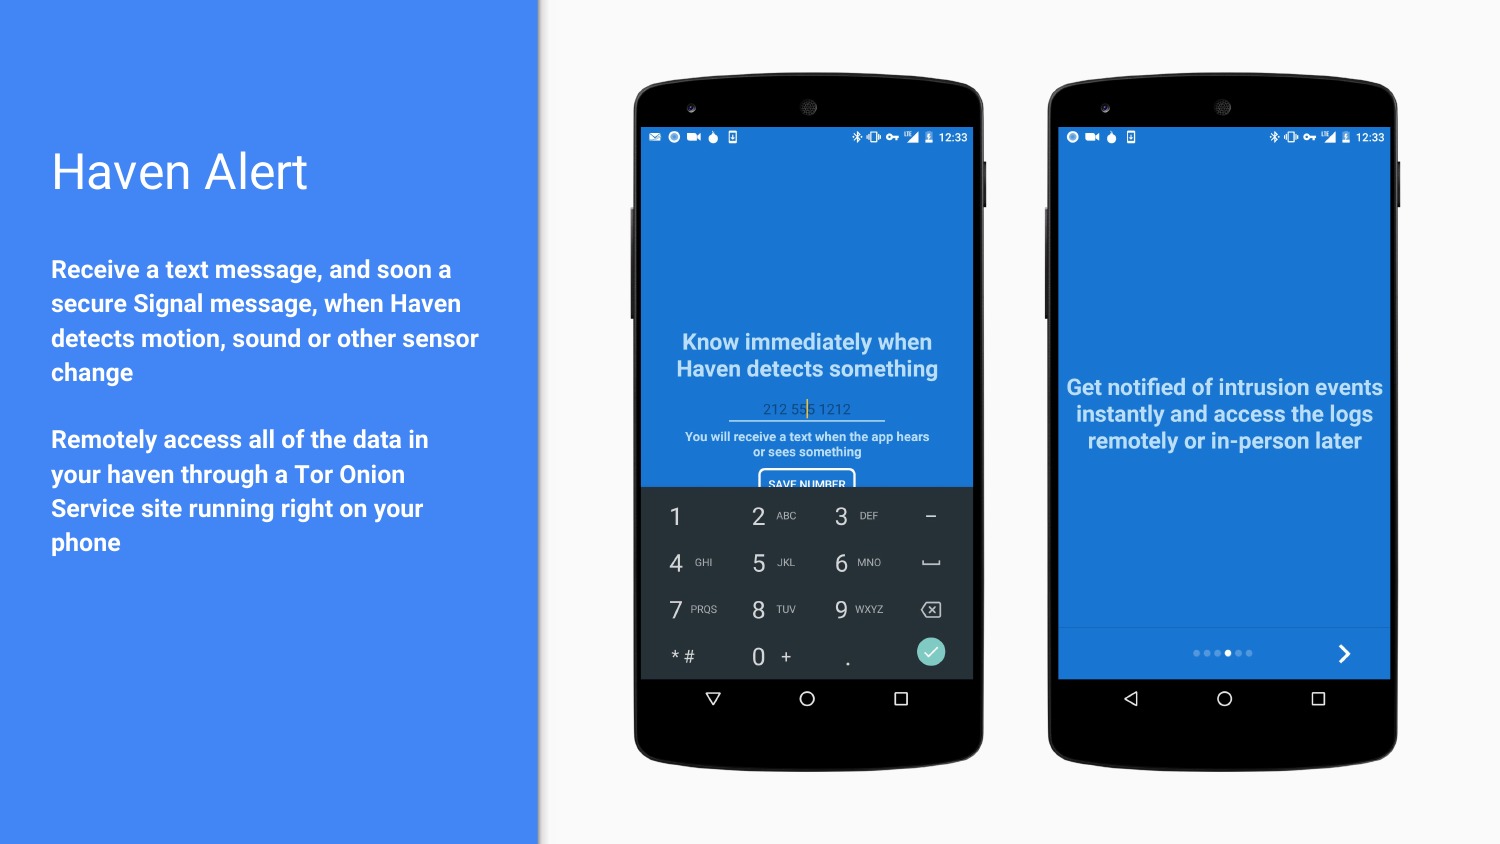 Haven Alert
Receive a text message, and soon a
secure Signal message, when Haven
detects motion, sound or other sensor
change
Remotely access all of the data in
your haven through a Tor Onion
Service site running right on your
phone
LTE 12:33
Know immediately when
Haven detects something
212 555 1212
You will receive a text when the app hears
or sees something
SAVE NUMBER
1 2 ABC 3 DEF –
4 GHI 5 JKL 6 MNO
7 PRQS 8 TUV 9 WXYZ
* # 0 + .
LTE 12:33
Get notified of intrusion events
instantly and access the logs
remotely or in-person later